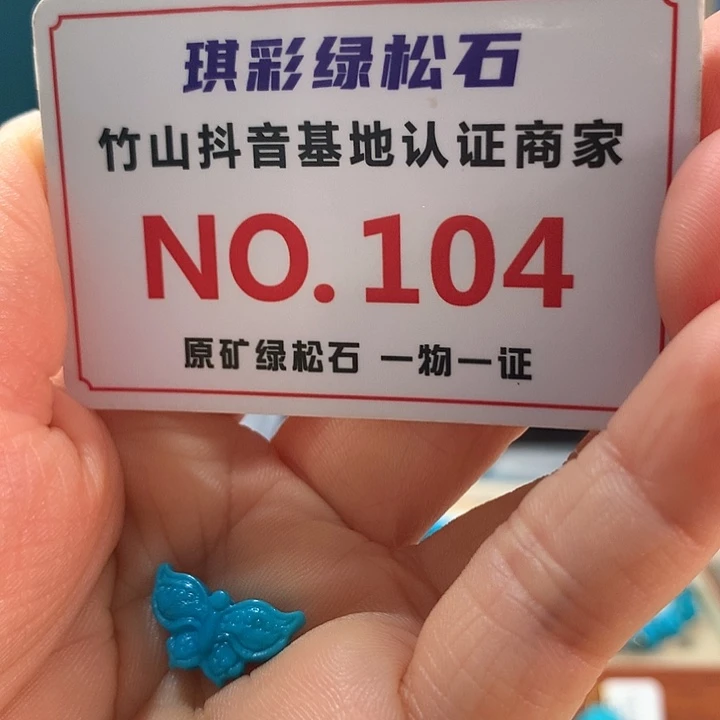 琪彩绿松石
竹山抖音基地认证商家
NO.104
原矿绿松石 一物一证